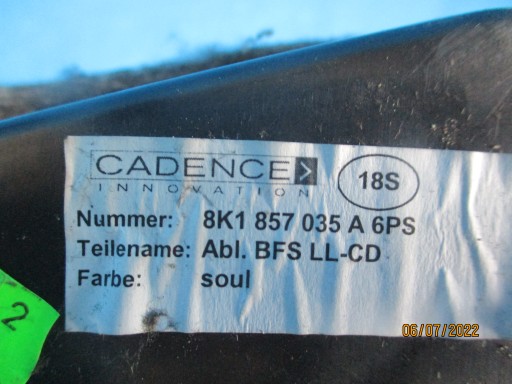 CADENCE
INNOVATION
18S
Nummer: 8K1 857 035 A 6PS
Teilename: Abl. BFS LL-CD
Farbe: soul
2
06/07/2022